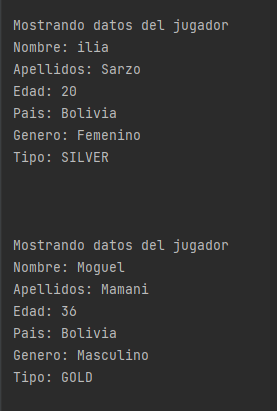 Mostrando datos del jugador
Nombre: ilia
Apellidos: Sarzo
Edad: 20
Pais: Bolivia
Genero: Femenino
Tipo: SILVER
Mostrando datos del jugador
Nombre: Moguel
Apellidos: Mamani
Edad: 36
Pais: Bolivia
Genero: Masculino
Tipo: GOLD